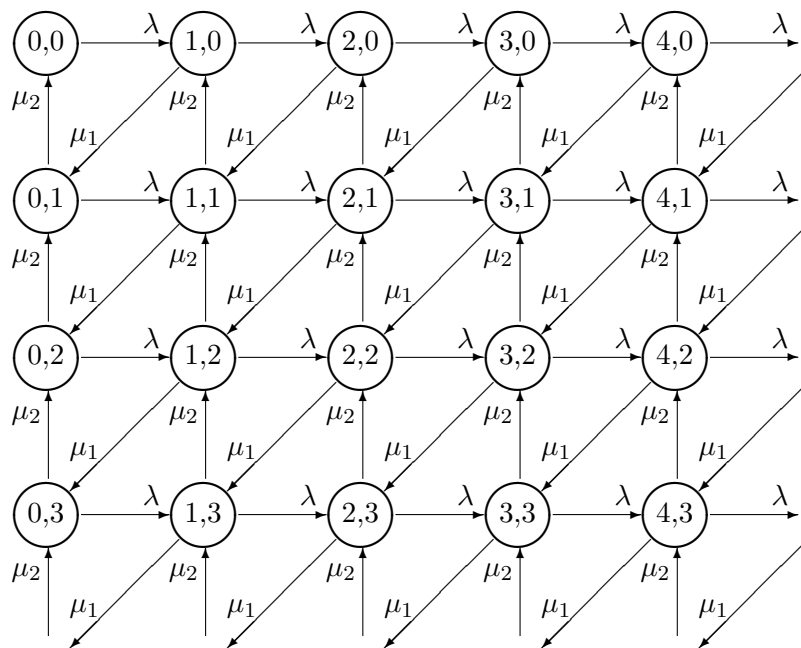 0,0 λ 1,0 λ 2,0 λ 3,0 λ 4,0 λ
μ₂ μ₁ μ₂ μ₁ μ₂ μ₁ μ₂ μ₁ μ₂ μ₁
0,1 λ 1,1 λ 2,1 λ 3,1 λ 4,1 λ
μ₂ μ₁ μ₂ μ₁ μ₂ μ₁ μ₂ μ₁ μ₂ μ₁
0,2 λ 1,2 λ 2,2 λ 3,2 λ 4,2 λ
μ₂ μ₁ μ₂ μ₁ μ₂ μ₁ μ₂ μ₁ μ₂ μ₁
0,3 λ 1,3 λ 2,3 λ 3,3 λ 4,3 λ
μ₂ μ₁ μ₂ μ₁ μ₂ μ₁ μ₂ μ₁ μ₂ μ₁